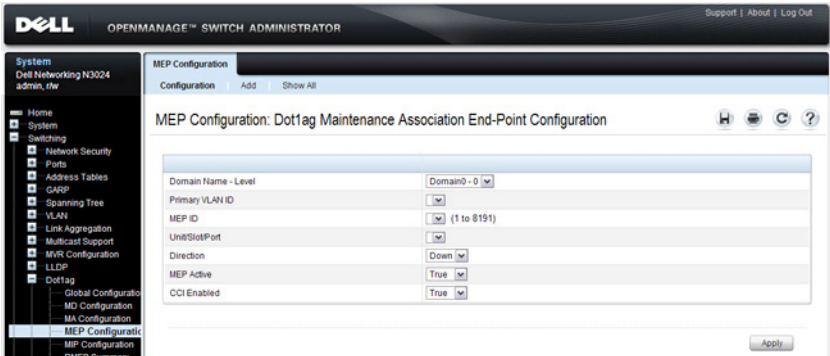 Support | About | Log Out
DELL OPENMANAGE™ SWITCH ADMINISTRATOR
System
Dell Networking N3024
admin, r/w
Home
System
Switching
Network Security
Ports
Address Tables
GARP
Spanning Tree
VLAN
Link Aggregation
Multicast Support
MVR Configuration
LLDP
Dot1ag
Global Configuratio
MD Configuration
MA Configuration
MEP Configuratic
MIP Configuration
MEP Configuration
Configuration Add Show All
MEP Configuration: Dot1ag Maintenance Association End-Point Configuration
Domain Name - Level Domain0 - 0
Primary VLAN ID
MEP ID (1 to 8191)
Unit/Slot/Port
Direction Down
MEP Active True
CCI Enabled True
Apply